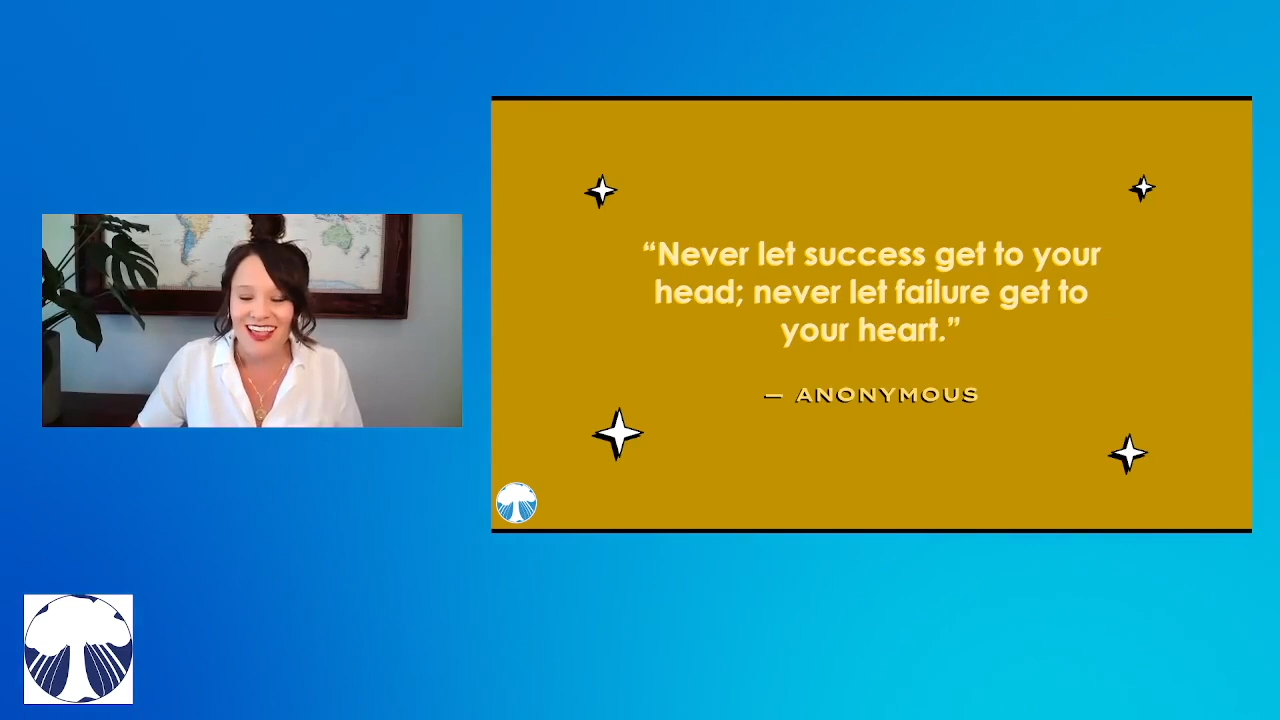 “Never let success get to your
head; never let failure get to
your heart.”
— ANONYMOUS